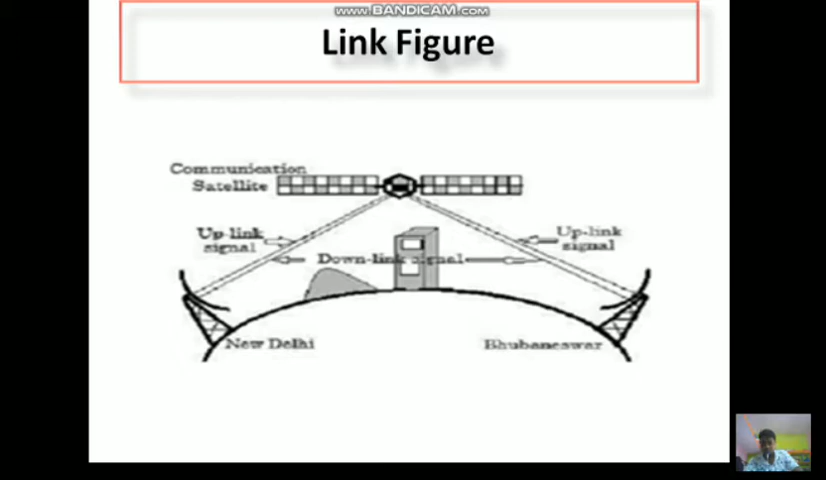 www.BANDICAM.com
Link Figure
Communication
Satellite
Up-link
signal
Up-link
signal
Down-link signal
New Delhi
Bhubaneswar